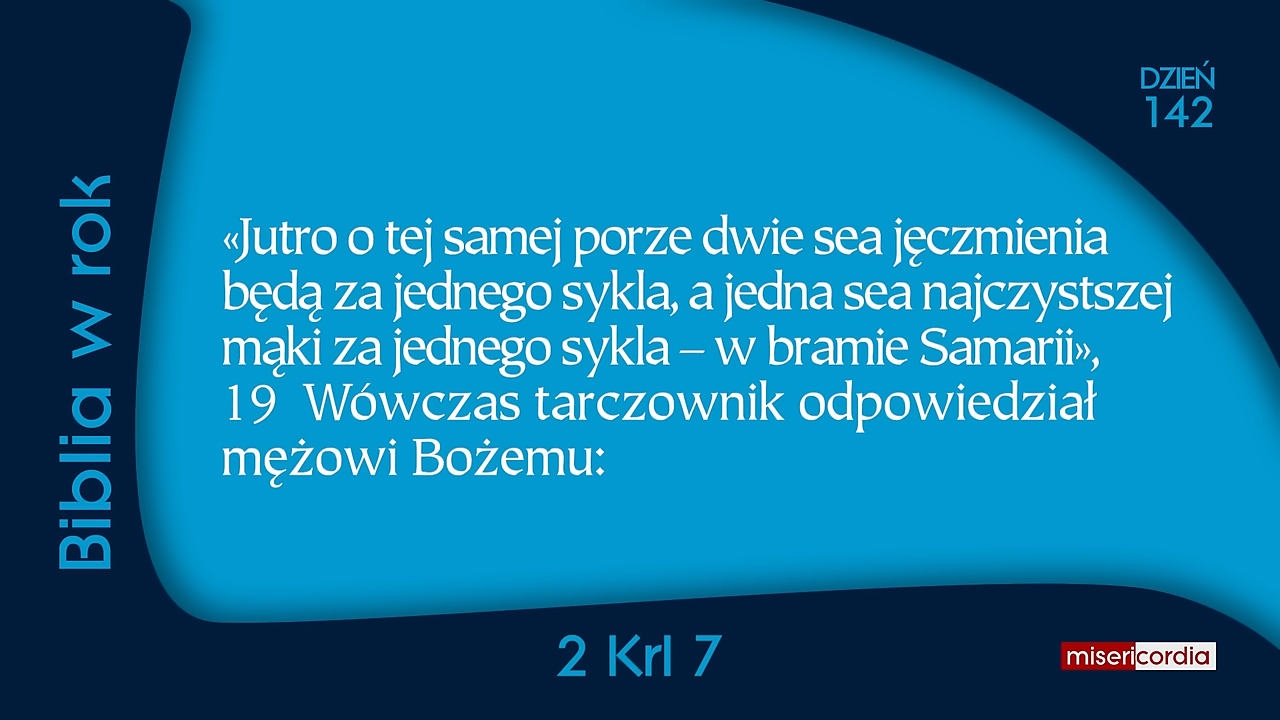 DZIEŃ
142
Biblia w rok
«Jutro o tej samej porze dwie sea jęczmienia
będą za jednego sykla, a jedna sea najczystszej
mąki za jednego sykla – w bramie Samarii»,
19 Wówczas tarczownik odpowiedział
mężowi Bożemu:
2 Krl 7
misericordia